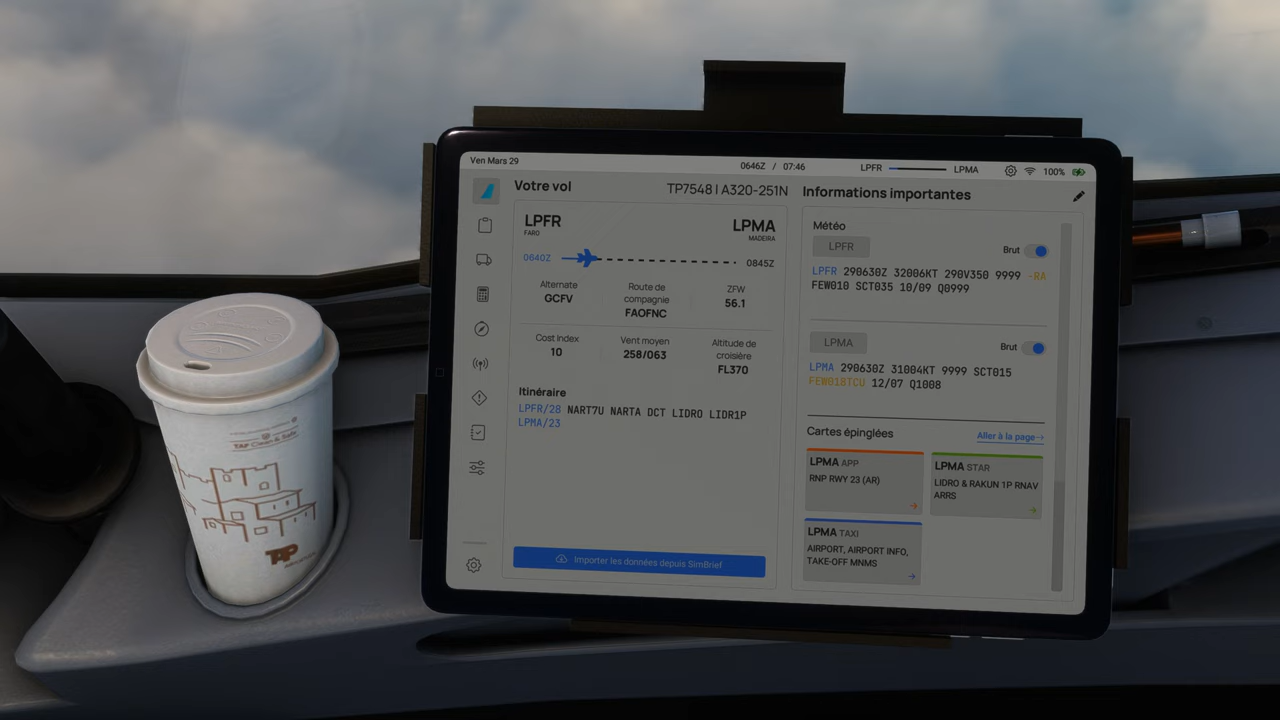 Ven Mars 29
0646Z / 07:46
LPFR LPMA
100%
Votre vol
TP7548 | A320-251N
LPFR
FARO
LPMA
MADEIRA
0640Z
0845Z
Alternate
GCFV
Route de
compagnie
FAOFNC
ZFW
56.1
Cost Index
10
Vent moyen
258/063
Altitude de
croisière
FL370
Itinéraire
LPFR/28 NART7U NARTA DCT LIDRO LIDR1P
LPMA/23
Importer les données depuis SimBrief
Informations importantes
Météo
LPFR
Brut
LPFR 290630Z 32006KT 290V350 9999 -RA
FEW010 SCT035 10/09 Q0999
LPMA
Brut
LPMA 290630Z 31004KT 9999 SCT015
FEW018TCU 12/07 Q1008
Cartes épinglées
Aller à la page
LPMA APP
RNP RWY 23 (AR)
LPMA STAR
LIDRO & RAKUN 1P RNAV
ARRS
LPMA TAXI
AIRPORT, AIRPORT INFO,
TAKE-OFF MNMS
TAP Clean & Safe
TAP